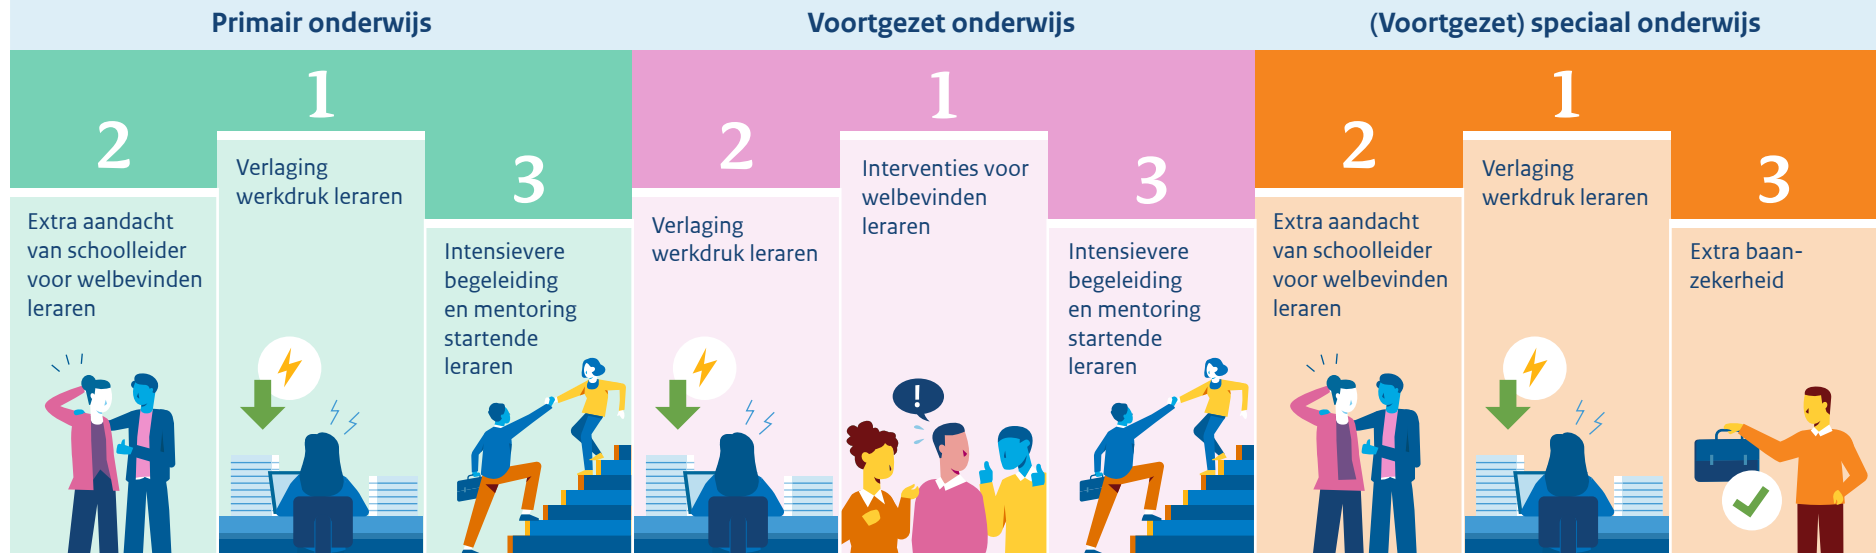 Primair onderwijs
2
Extra aandacht
van schoolleider
voor welbevinden
leraren
1
Verlaging
werkdruk leraren
3
Intensievere
begeleiding
en mentoring
startende
leraren
Voortgezet onderwijs
2
Verlaging
werkdruk leraren
1
Interventies voor
welbevinden
leraren
!
3
Intensievere
begeleiding
en mentoring
startende
leraren
(Voortgezet) speciaal onderwijs
2
Extra aandacht
van schoolleider
voor welbevinden
leraren
1
Verlaging
werkdruk leraren
3
Extra baan-
zekerheid